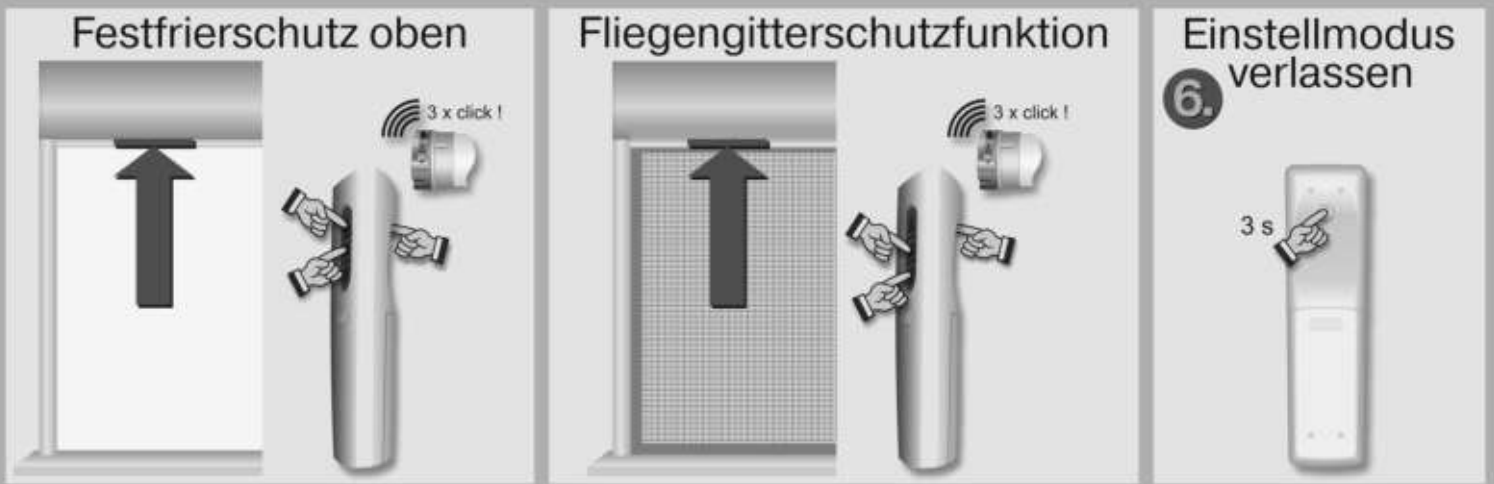 Festfrierschutz oben
3 x click !
Fliegengitterschutzfunktion
3 x click !
Einstellmodus
verlassen
6.
3 s